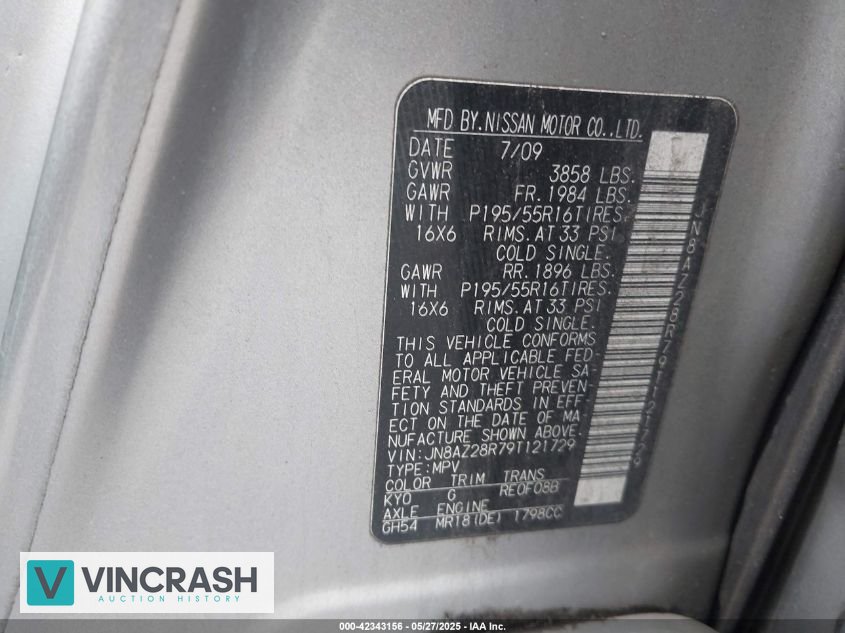 MFD BY.NISSAN MOTOR CO.,LTD.
DATE 7/09
GVWR 3858 LBS.
GAWR FR. 1984 LBS.
WITH P195/55R16TIRES.
16X6 RIMS. AT 33 PSI
COLD SINGLE.
GAWR RR. 1896 LBS.
WITH P195/55R16TIRES.
16X6 RIMS. AT 33 PSI
COLD SINGLE.
THIS VEHICLE CONFORMS
TO ALL APPLICABLE FED-
ERAL MOTOR VEHICLE SA-
FETY AND THEFT PREVEN-
TION STANDARDS IN EFF-
ECT ON THE DATE OF MA-
NUFACTURE SHOWN ABOVE.
VIN:JN8AZ28R79T121729
TYPE:MPV
COLOR TRIM TRANS
KY0 G RE0F08B
AXLE ENGINE
GH54 MR18(DE) 1798CC
JN8AZ28R79T121729
V VINCRASH
AUCTION HISTORY
000-42343156 - 05/27/2025 - IAA Inc.